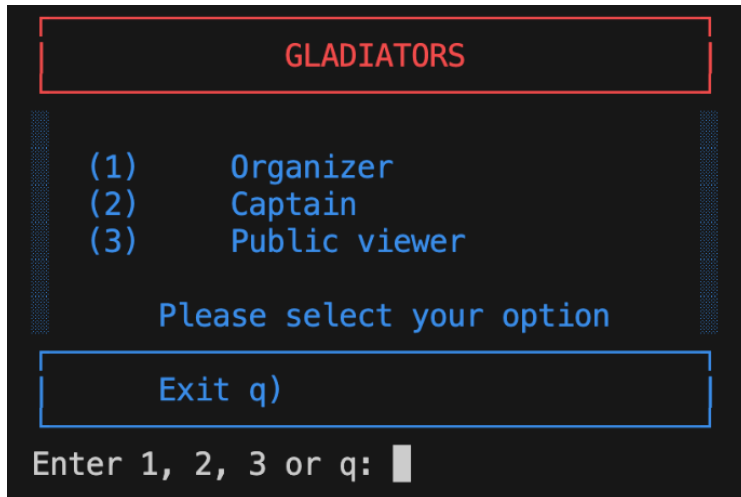 GLADIATORS
(1) Organizer
(2) Captain
(3) Public viewer
Please select your option
Exit q)
Enter 1, 2, 3 or q: